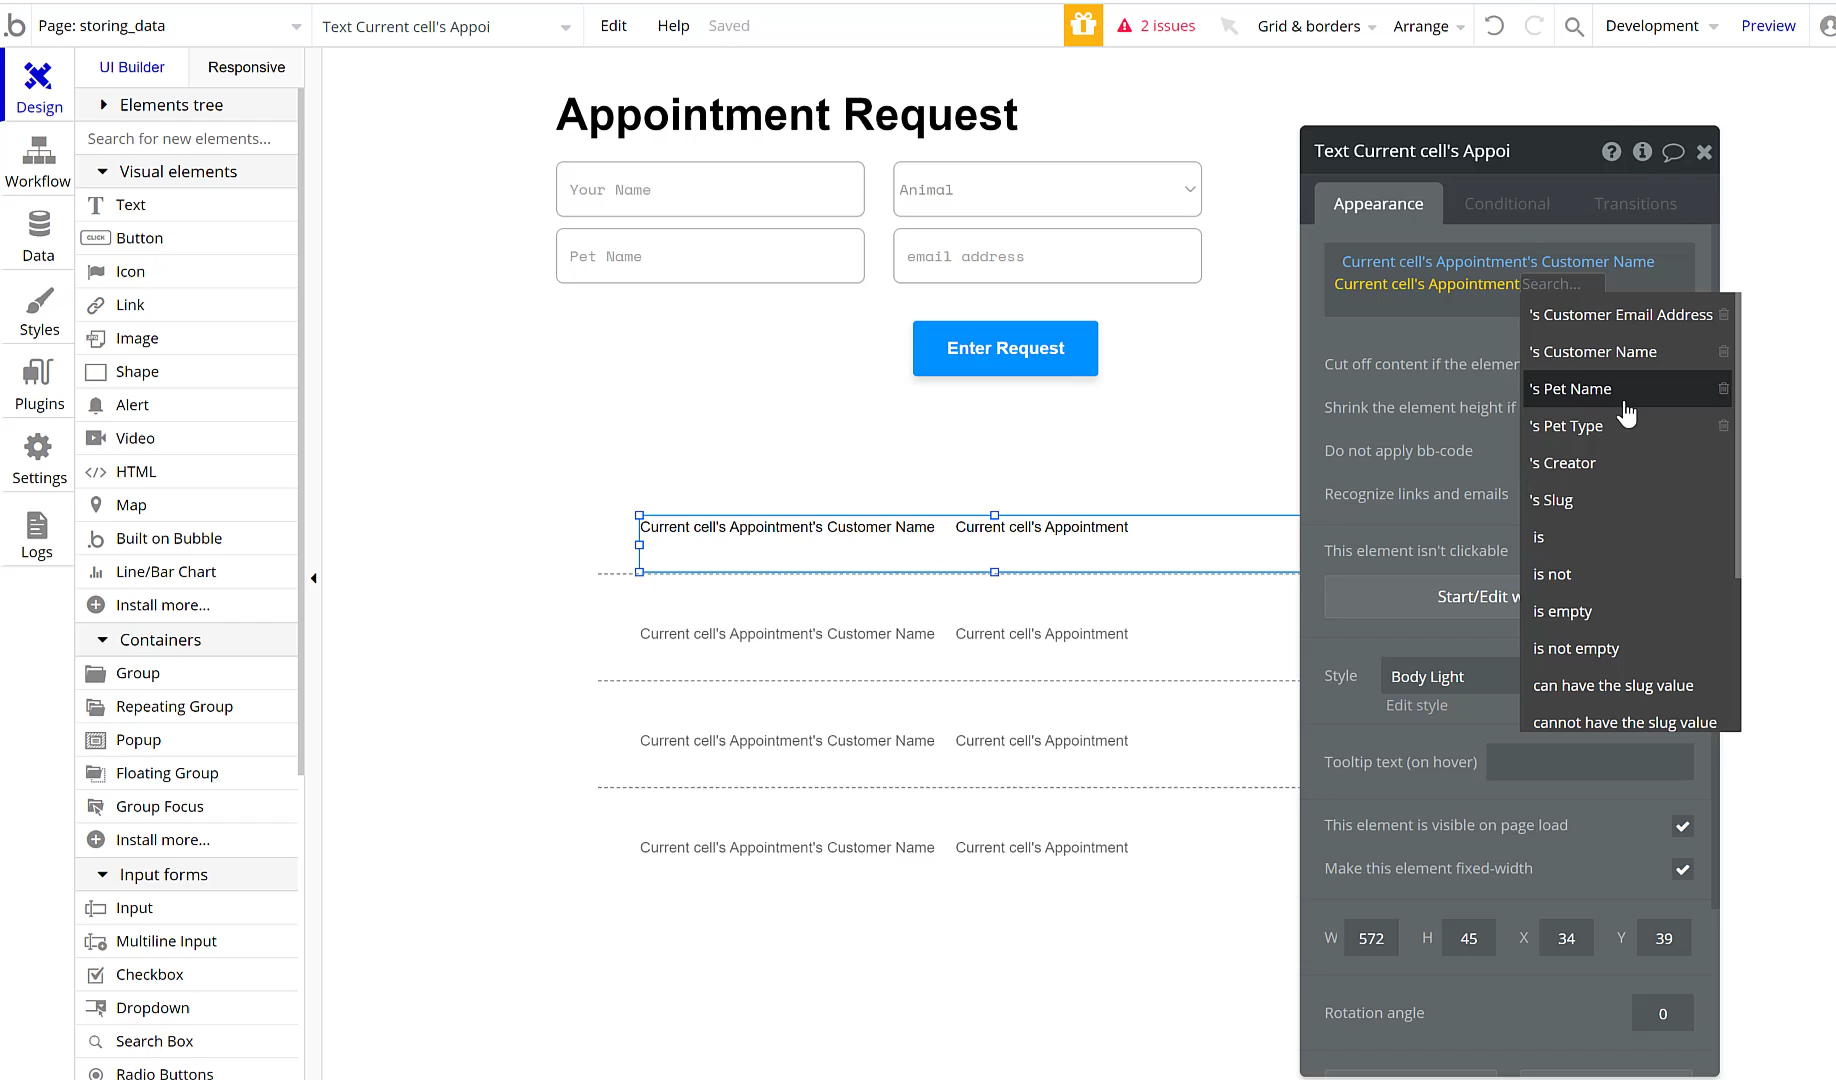 Page: storing_data
Text Current cell's Appoi
Edit
Help
Saved
2 issues
Grid & borders
Arrange
Development
Preview
Design
Workflow
Data
Styles
Plugins
Settings
Logs
UI Builder
Responsive
Elements tree
Search for new elements...
Visual elements
Text
CLICK Button
Icon
Link
Image
Shape
Alert
Video
HTML
Map
Built on Bubble
Line/Bar Chart
Install more...
Containers
Group
Repeating Group
Popup
Floating Group
Group Focus
Install more...
Input forms
Input
Multiline Input
Checkbox
Dropdown
Search Box
Radio Buttons
Appointment Request
Your Name
Animal
Pet Name
email address
Enter Request
Current cell's Appointment's Customer Name Current cell's Appointment
Current cell's Appointment's Customer Name Current cell's Appointment
Current cell's Appointment's Customer Name Current cell's Appointment
Current cell's Appointment's Customer Name Current cell's Appointment
Text Current cell's Appoi
Appearance
Conditional
Transitions
Current cell's Appointment's Customer Name
Current cell's Appointment Search...
's Customer Email Address
's Customer Name
's Pet Name
's Pet Type
's Creator
's Slug
is
is not
is empty
is not empty
can have the slug value
cannot have the slug value
Cut off content if the elemen
Shrink the element height if
Do not apply bb-code
Recognize links and emails
This element isn't clickable
Start/Edit w
Style
Body Light
Edit style
Tooltip text (on hover)
This element is visible on page load
Make this element fixed-width
W 572 H 45 X 34 Y 39
Rotation angle 0